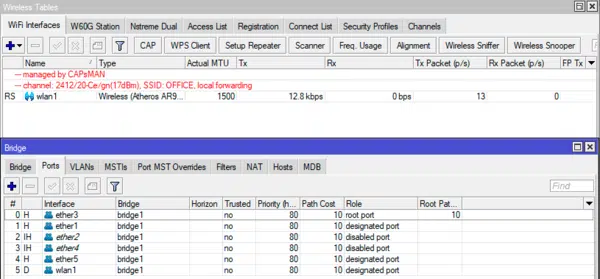 Wireless Tables
WiFi Interfaces W60G Station Nstreme Dual Access List Registration Connect List Security Profiles Channels
CAP WPS Client Setup Repeater Scanner Freq. Usage Alignment Wireless Sniffer Wireless Snooper
Name Type Actual MTU Tx Rx Tx Packet (p/s) Rx Packet (p/s) FP Tx
--- managed by CAPsMAN
--- channel: 2412/20-Ce/gn(17dBm), SSID: OFFICE, local forwarding
RS wlan1 Wireless (Atheros AR9... 1500 12.8 kbps 0 bps 13 0
Bridge
Bridge Ports VLANs MSTIs Port MST Overrides Filters NAT Hosts MDB
Find
# Interface Bridge Horizon Trusted Priority (h... Path Cost Role Root Pat...
0 H ether3 bridge1 no 80 10 root port 10
1 H ether1 bridge1 no 80 10 designated port
2 IH ether2 bridge1 no 80 10 disabled port
3 IH ether4 bridge1 no 80 10 disabled port
4 H ether5 bridge1 no 80 10 designated port
5 D wlan1 bridge1 no 80 10 designated port